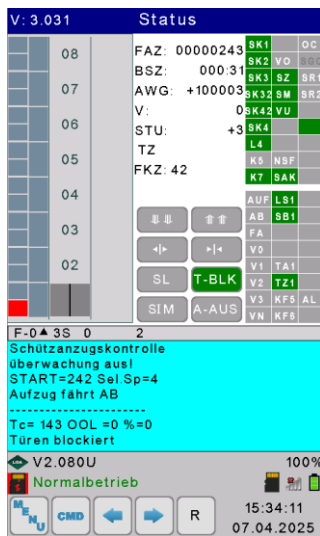 V: 3.031 Status
FAZ: 00000243
BSZ: 000:31
AWG: +100003
V: 0
STU: +3
TZ
FKZ: 42
08
07
06
05
04
03
02
SK1 OC
SK2 VO SGC
SK3 SZ SR1
SK32 SM SR2
SK42 VU
SK4
L4
K5 NSF
K7 SAK
AUF LS1
AB SB1
FA
V0
V1 TA1
V2 TZ1
V3 KF5 AL
VN KF6
SL T-BLK
SIM A-AUS
F-0▲ 3S 0 2
Schützanzugskontrolle
überwachung aus!
START=242 Sel.Sp=4
Aufzug fährt AB
-----------------------
Tc= 143 OOL =0 %=0
Türen blockiert
V2.080U 100%
Normalbetrieb
MENU CMD R
15:34:11
07.04.2025